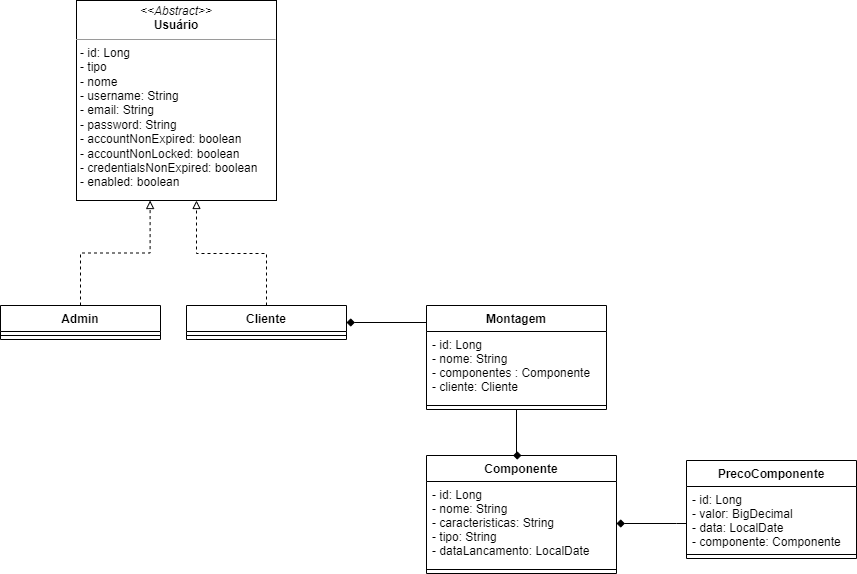 <<Abstract>>
Usuário
- id: Long
- tipo
- nome
- username: String
- email: String
- password: String
- accountNonExpired: boolean
- accountNonLocked: boolean
- credentialsNonExpired: boolean
- enabled: boolean
Admin
Cliente
Montagem
- id: Long
- nome: String
- componentes : Componente
- cliente: Cliente
Componente
- id: Long
- nome: String
- caracteristicas: String
- tipo: String
- dataLancamento: LocalDate
PrecoComponente
- id: Long
- valor: BigDecimal
- data: LocalDate
- componente: Componente